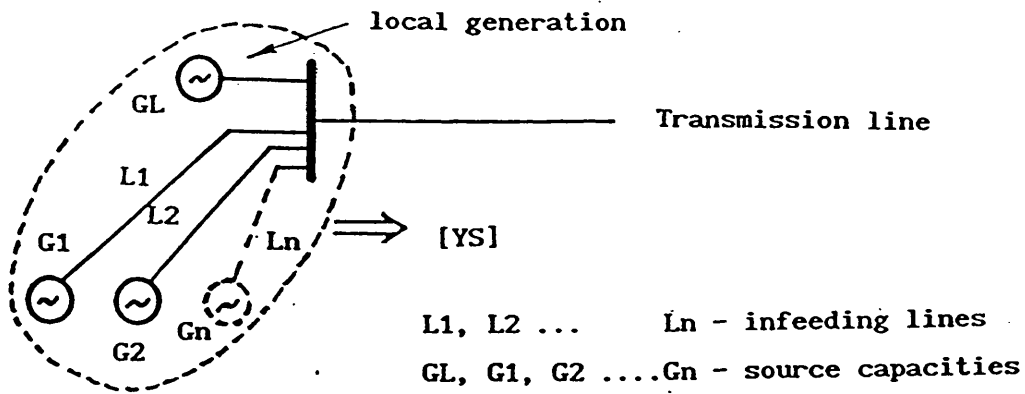 local generation
~
GL
Transmission line
L1
L2
G1
Ln
[YS]
~
~
~
Gn
G2
L1, L2 ... Ln - infeeding lines
GL, G1, G2 ....Gn - source capacities